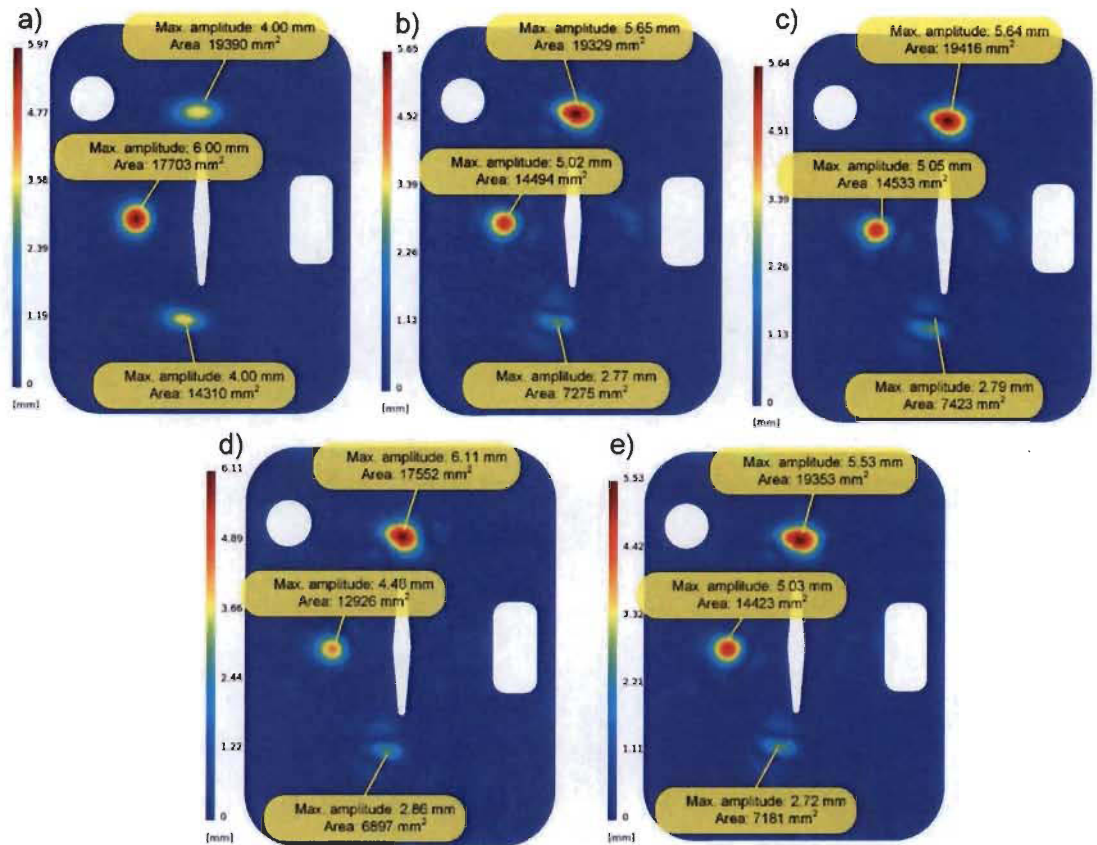 a)
5.97
4.77
3.58
2.39
1.19
0
[mm]
Max. amplitude: 4.00 mm
Area: 19390 mm²
Max. amplitude: 6.00 mm
Area: 17703 mm²
Max. amplitude: 4.00 mm
Area: 14310 mm²
b)
5.65
4.52
3.39
2.26
1.13
0
[mm]
Max. amplitude: 5.65 mm
Area: 19329 mm²
Max. amplitude: 5.02 mm
Area: 14494 mm²
Max. amplitude: 2.77 mm
Area: 7275 mm²
c)
5.64
4.51
3.39
2.26
1.13
0
[mm]
Max. amplitude: 5.64 mm
Area: 19416 mm²
Max. amplitude: 5.05 mm
Area: 14533 mm²
Max. amplitude: 2.79 mm
Area: 7423 mm²
d)
6.11
4.89
3.66
2.44
1.22
0
[mm]
Max. amplitude: 6.11 mm
Area: 17552 mm²
Max. amplitude: 4.48 mm
Area: 12926 mm²
Max. amplitude: 2.86 mm
Area: 6897 mm²
e)
5.53
4.42
3.32
2.21
1.11
0
[mm]
Max. amplitude: 5.53 mm
Area: 19353 mm²
Max. amplitude: 5.03 mm
Area: 14423 mm²
Max. amplitude: 2.72 mm
Area: 7181 mm²